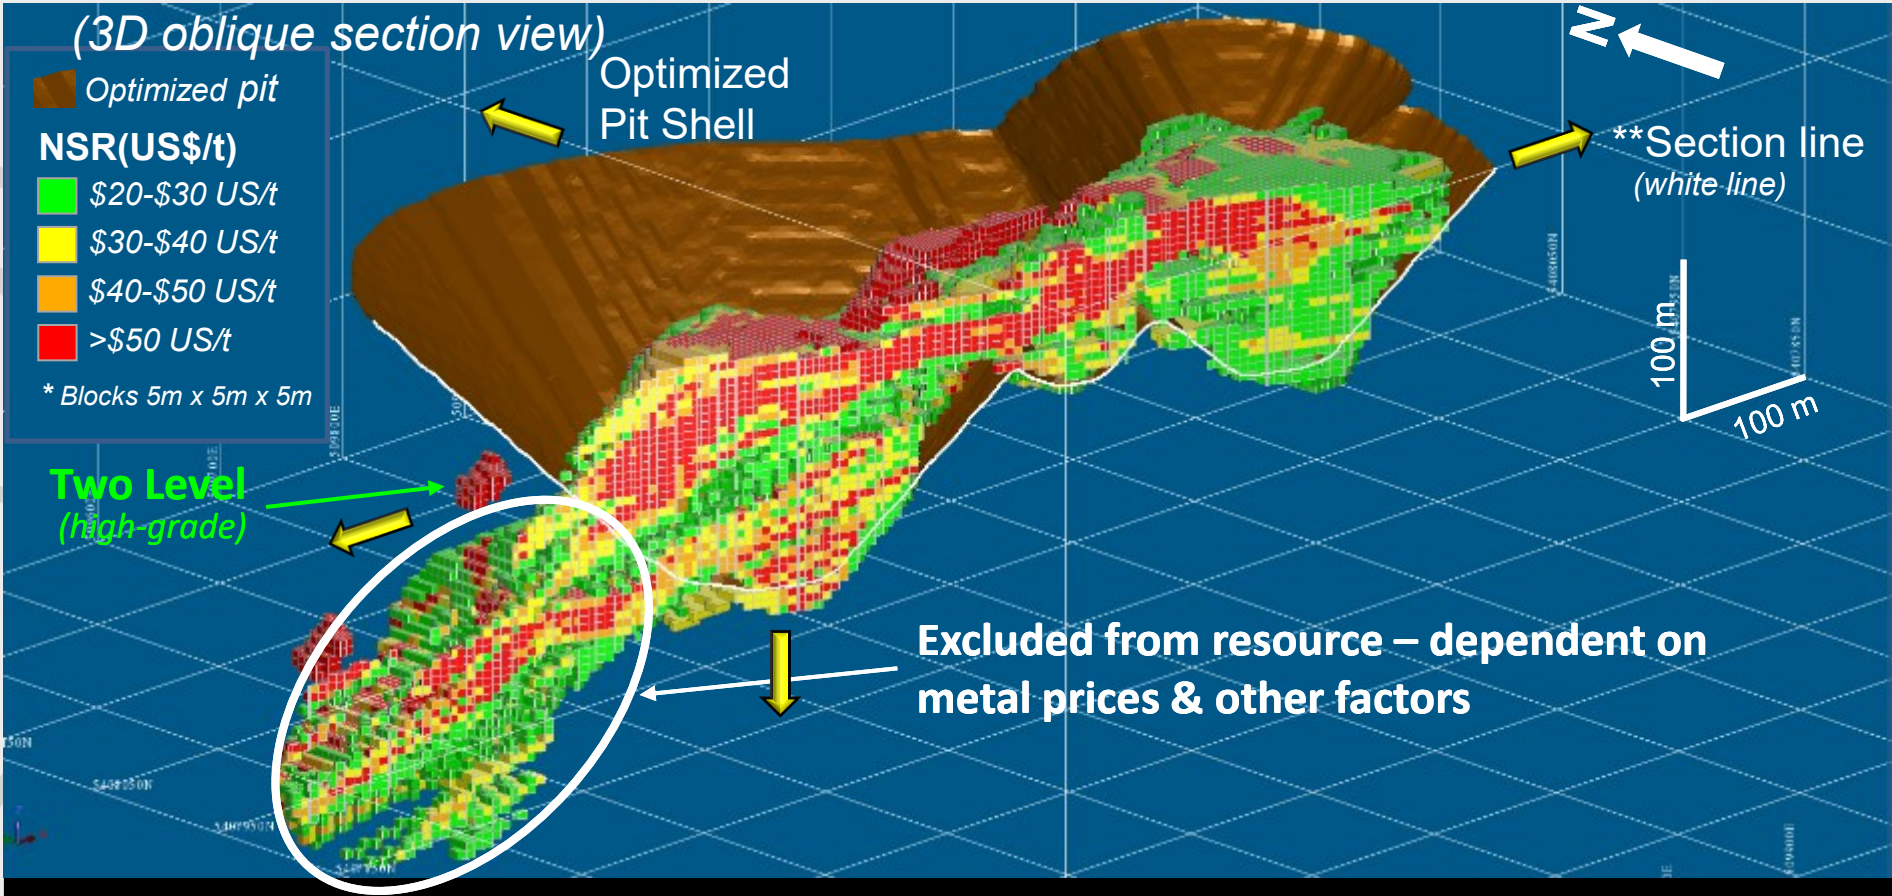 (3D oblique section view)
Optimized pit
NSR(US$/t)
$20-$30 US/t
$30-$40 US/t
$40-$50 US/t
>$50 US/t
* Blocks 5m x 5m x 5m
Optimized
Pit Shell
N
**Section line
(white line)
100 m
100 m
Two Level
(high-grade)
Excluded from resource – dependent on
metal prices & other factors
5408050N
5407950N